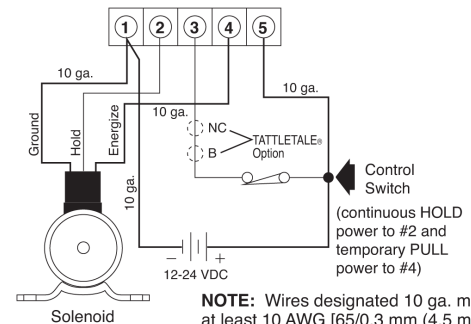 1 2 3 4 5
10 ga.
10 ga.
10 ga.
Ground
Hold
Energize
10 ga.
NC
B
TATTLETALE®
Option
Control
Switch
(continuous HOLD
power to #2 and
temporary PULL
power to #4)
– +
12-24 VDC
Solenoid
NOTE: Wires designated 10 ga. m
at least 10 AWG [65/0.3 mm (4.5 m